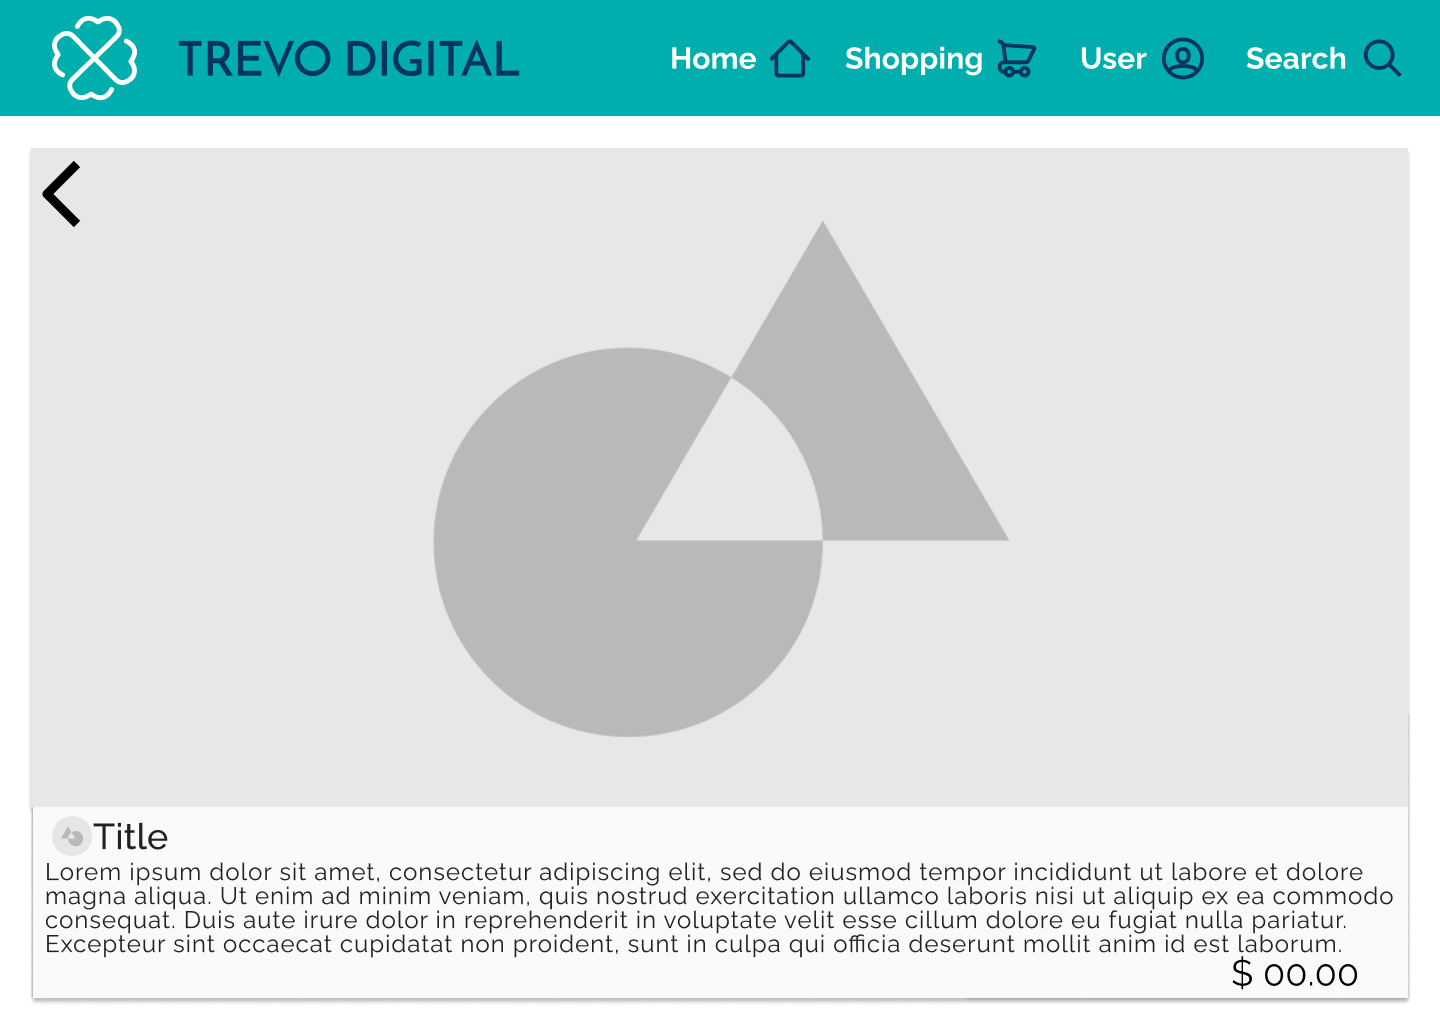 TREVO DIGITAL
Home
Shopping
User
Search
Title
Lorem ipsum dolor sit amet, consectetur adipiscing elit, sed do eiusmod tempor incididunt ut labore et dolore
magna aliqua. Ut enim ad minim veniam, quis nostrud exercitation ullamco laboris nisi ut aliquip ex ea commodo
consequat. Duis aute irure dolor in reprehenderit in voluptate velit esse cillum dolore eu fugiat nulla pariatur.
Excepteur sint occaecat cupidatat non proident, sunt in culpa qui officia deserunt mollit anim id est laborum.
$ 00.00